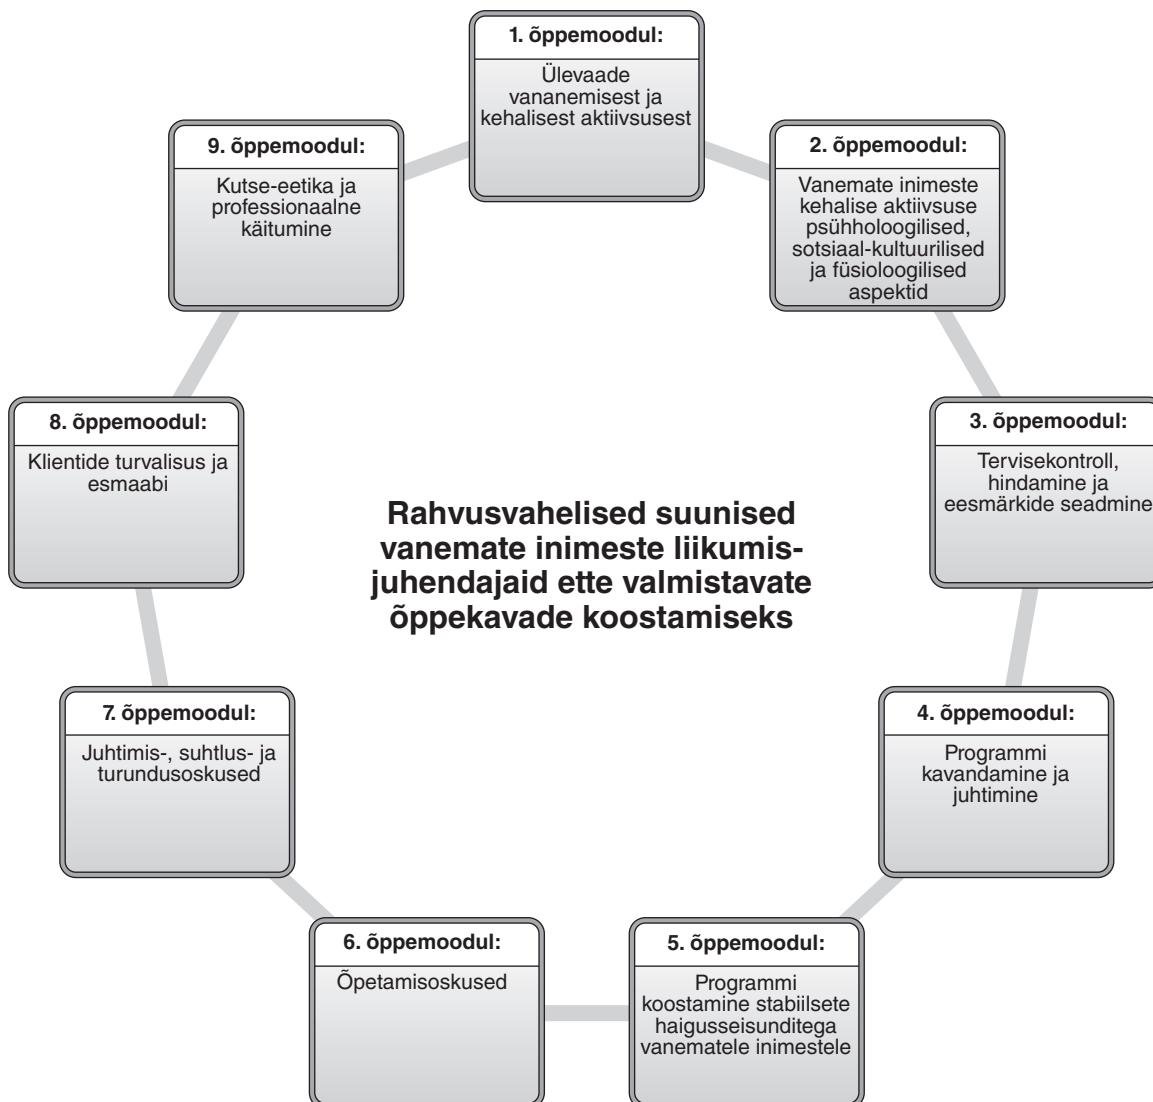 1. õppemoodul:
Ülevaade
vananemisest ja
kehalisest aktiivsusest
2. õppemoodul:
Vanemate inimeste
kehalise aktiivsuse
psühholoogilised,
sotsiaal-kultuurilised
ja füsioloogilised
aspektid
3. õppemoodul:
Tervisekontroll,
hindamine ja
eesmärkide seadmine
4. õppemoodul:
Programmi
kavandamine ja
juhtimine
5. õppemoodul:
Programmi
koostamine stabiilsete
haigusseisunditega
vanematele inimestele
6. õppemoodul:
Õpetamisoskused
7. õppemoodul:
Juhtimis-, suhtlus- ja
turundusoskused
8. õppemoodul:
Klientide turvalisus ja
esmaabi
9. õppemoodul:
Kutse-eetika ja
professionaalne
käitumine
Rahvusvahelised suunised
vanemate inimeste liikumis-
juhendajaid ette valmistavate
õppekavade koostamiseks